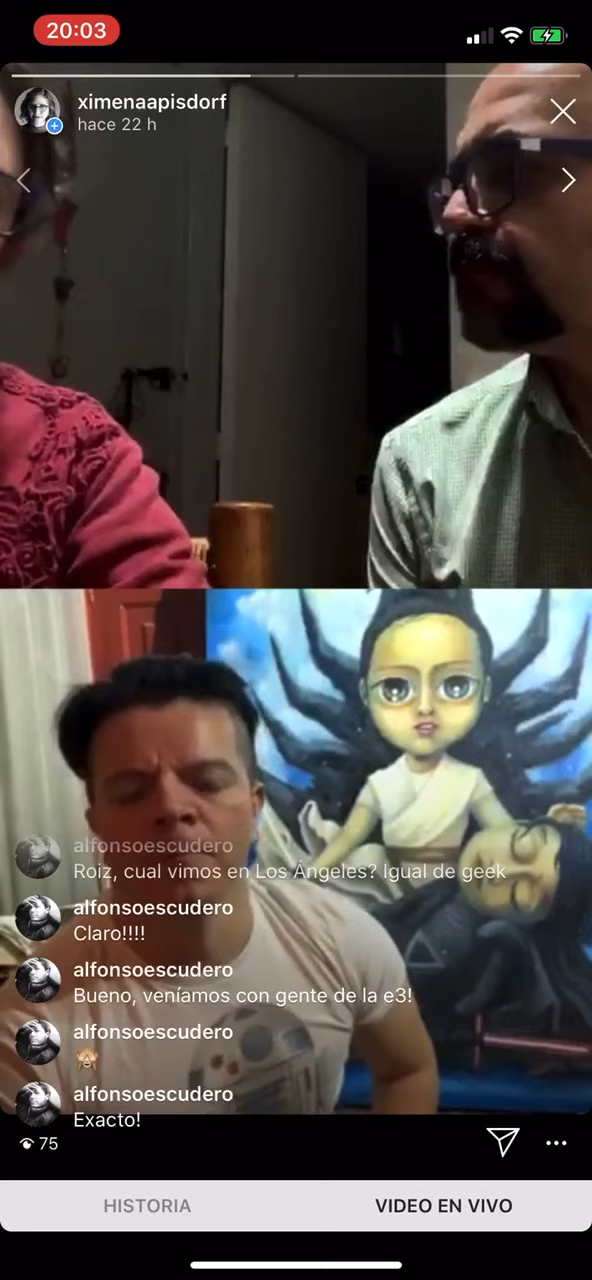 20:03
ximenaapisdorf
hace 22 h
alfonsoescudero
Roiz, cual vimos en Los Ángeles? Igual de geek
alfonsoescudero
Claro!!!!
alfonsoescudero
Bueno, veníamos con gente de la e3!
alfonsoescudero
🙈
alfonsoescudero
Exacto!
75
HISTORIA
VIDEO EN VIVO